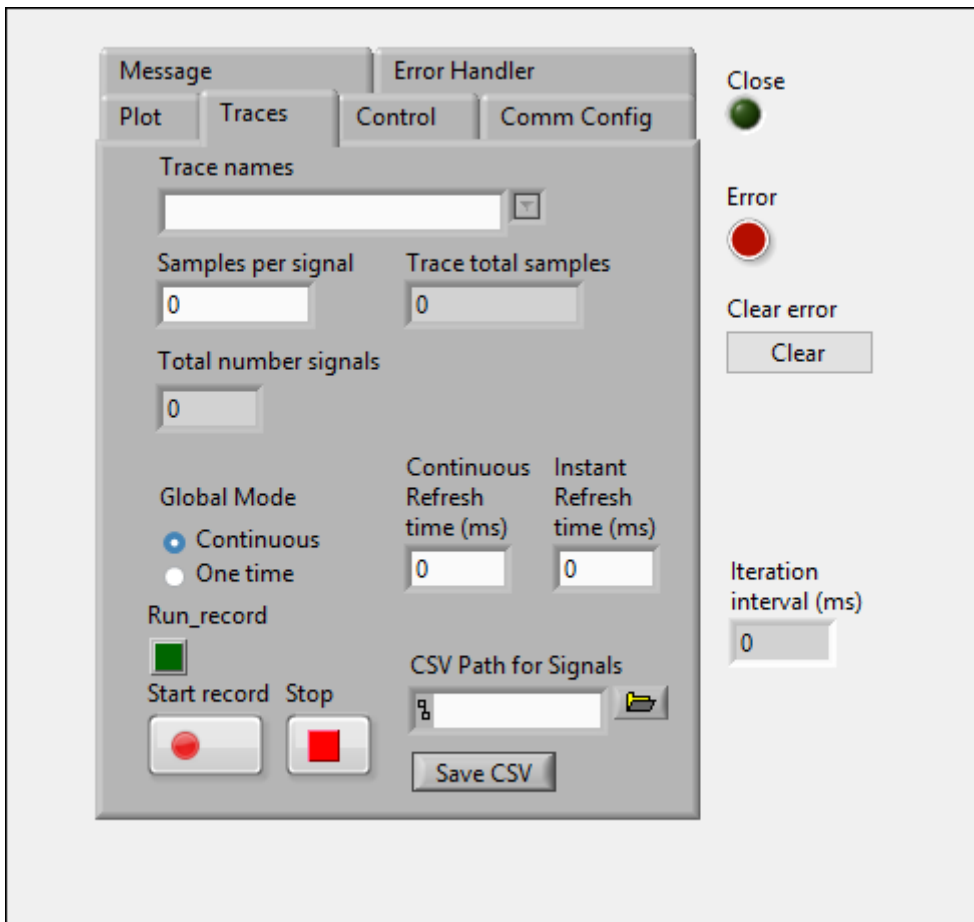 Message
Error Handler
Plot
Traces
Control
Comm Config
Close
Trace names
Error
Samples per signal
Trace total samples
0
0
Clear error
Clear
Total number signals
0
Global Mode
Continuous
One time
Continuous
Refresh
time (ms)
0
Instant
Refresh
time (ms)
0
Iteration
interval (ms)
0
Run_record
Start record
Stop
CSV Path for Signals
Save CSV